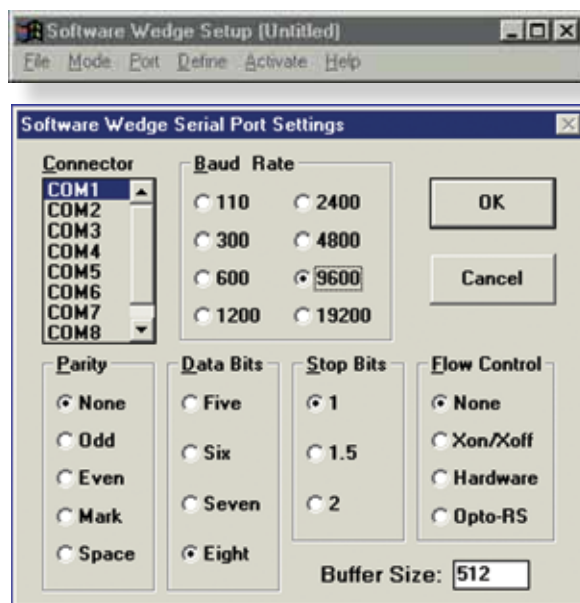 Software Wedge Setup (Untitled)
File Mode Port Define Activate Help
Software Wedge Serial Port Settings
Connector
COM1
COM2
COM3
COM4
COM5
COM6
COM7
COM8
Baud Rate
110
2400
300
4800
600
9600
1200
19200
OK
Cancel
Parity
None
Odd
Even
Mark
Space
Data Bits
Five
Six
Seven
Eight
Stop Bits
1
1.5
2
Flow Control
None
Xon/Xoff
Hardware
Opto-RS
Buffer Size: 512